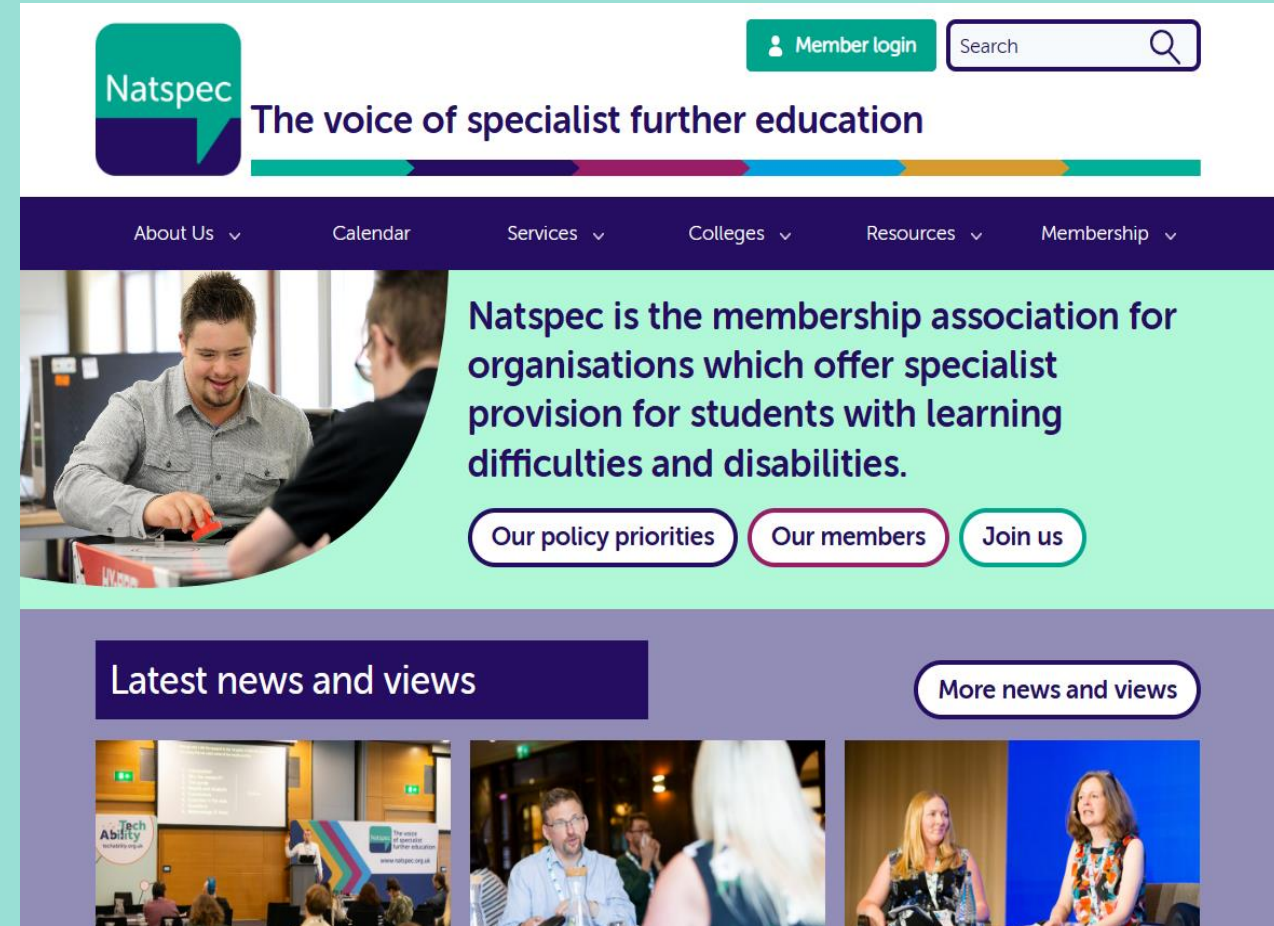 Natspec
Member login
Search
The voice of specialist further education
About Us
Calendar
Services
Colleges
Resources
Membership
Natspec is the membership association for
organisations which offer specialist
provision for students with learning
difficulties and disabilities.
Our policy priorities
Our members
Join us
Latest news and views
More news and views
Tech
Ability
techability.org.uk
Natspec
The voice
of specialist
further education
www.natspec.org.uk